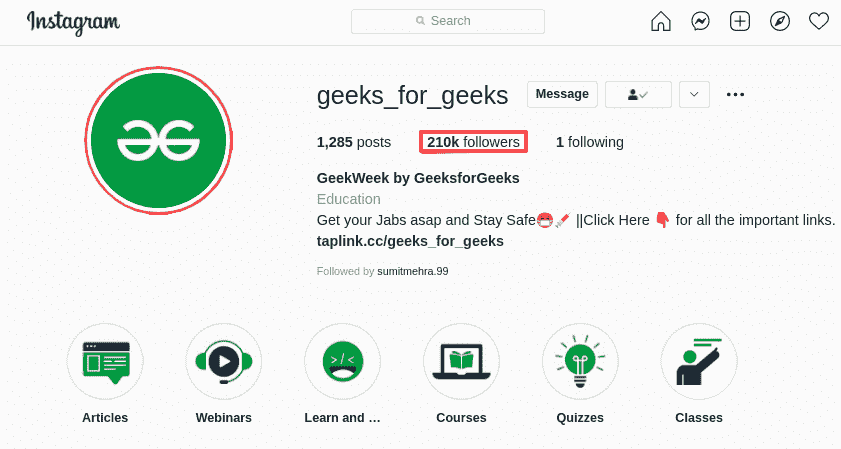 Instagram
Search
geeks_for_geeks Message
1,285 posts 210k followers 1 following
GeekWeek by GeeksforGeeks
Education
Get your Jabs asap and Stay Safe😷💉 ||Click Here 👇 for all the important links.
taplink.cc/geeks_for_geeks
Followed by sumitmehra.99
Articles Webinars Learn and ... Courses Quizzes Classes